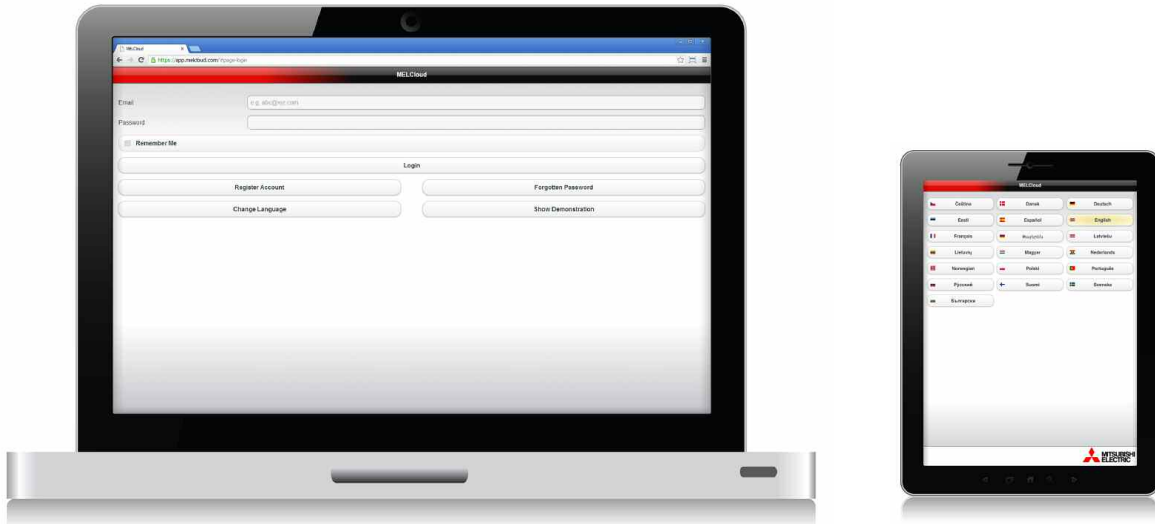 MELCloud
https://app.melcloud.com/#page-login
MELCloud
Email
e.g. abc@xyz.com
Password
Remember Me
Login
Register Account
Forgotten Password
Change Language
Show Demonstration
MELCloud
Čeština
Dansk
Deutsch
Eesti
Español
English
Français
Latviešu
Lietuvių
Magyar
Nederlands
Norwegian
Polski
Português
Русский
Suomi
Svenska
Български
MITSUBISHI
ELECTRIC